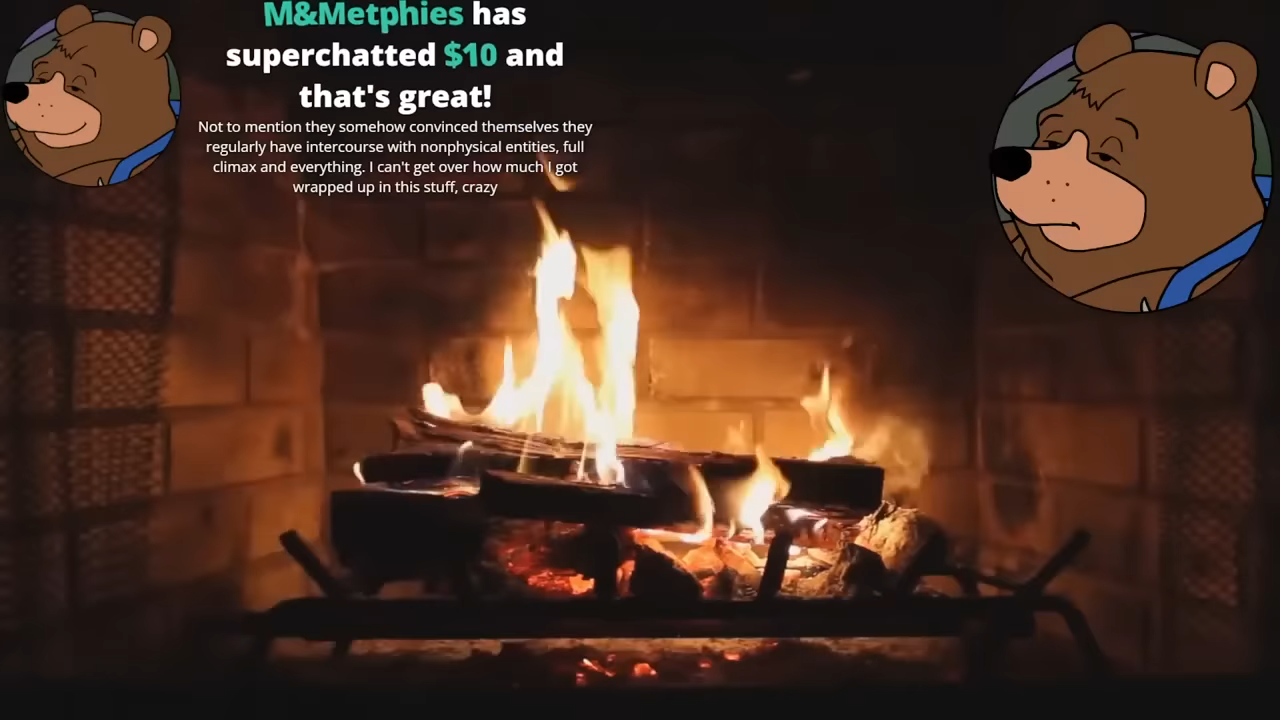 M&Metphies has
superchatted $10 and
that's great!
Not to mention they somehow convinced themselves they
regularly have intercourse with nonphysical entities, full
climax and everything. I can't get over how much I got
wrapped up in this stuff, crazy